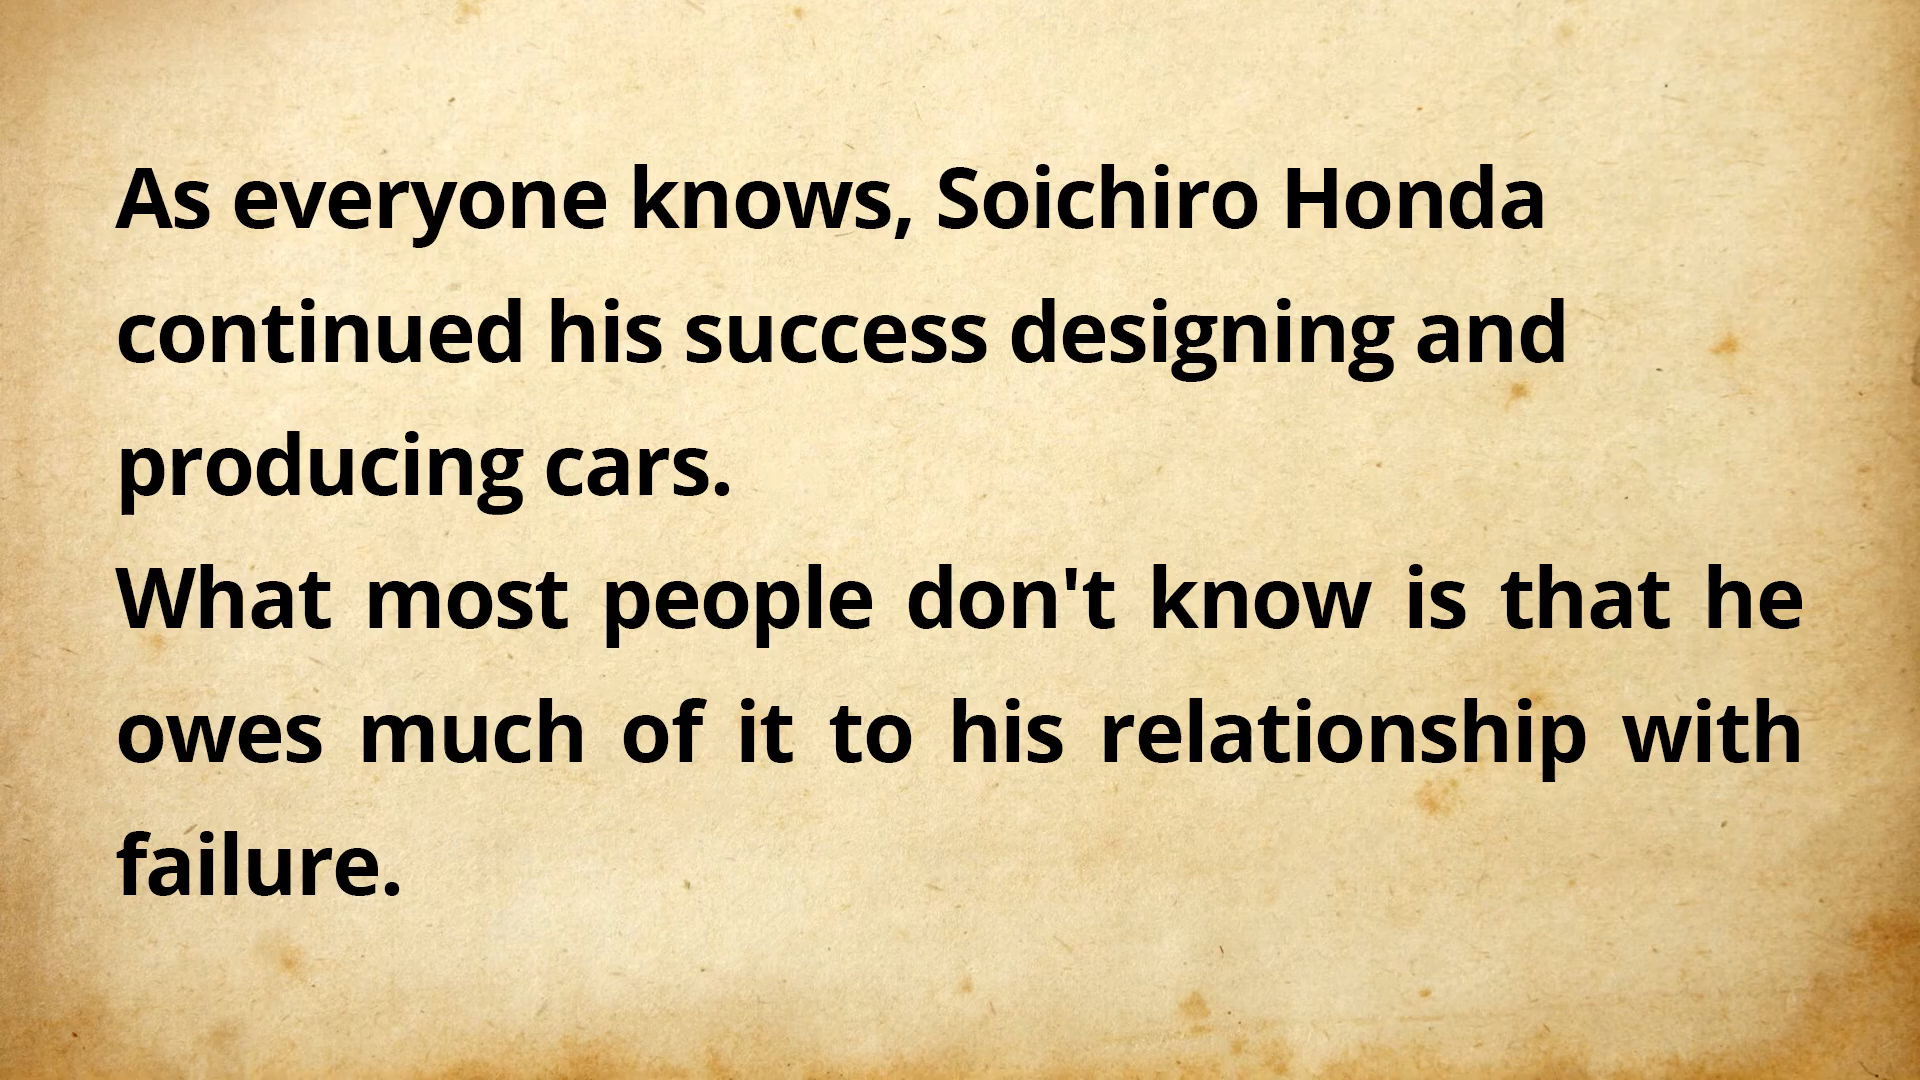 As everyone knows, Soichiro Honda
continued his success designing and
producing cars.
What most people don't know is that he
owes much of it to his relationship with
failure.